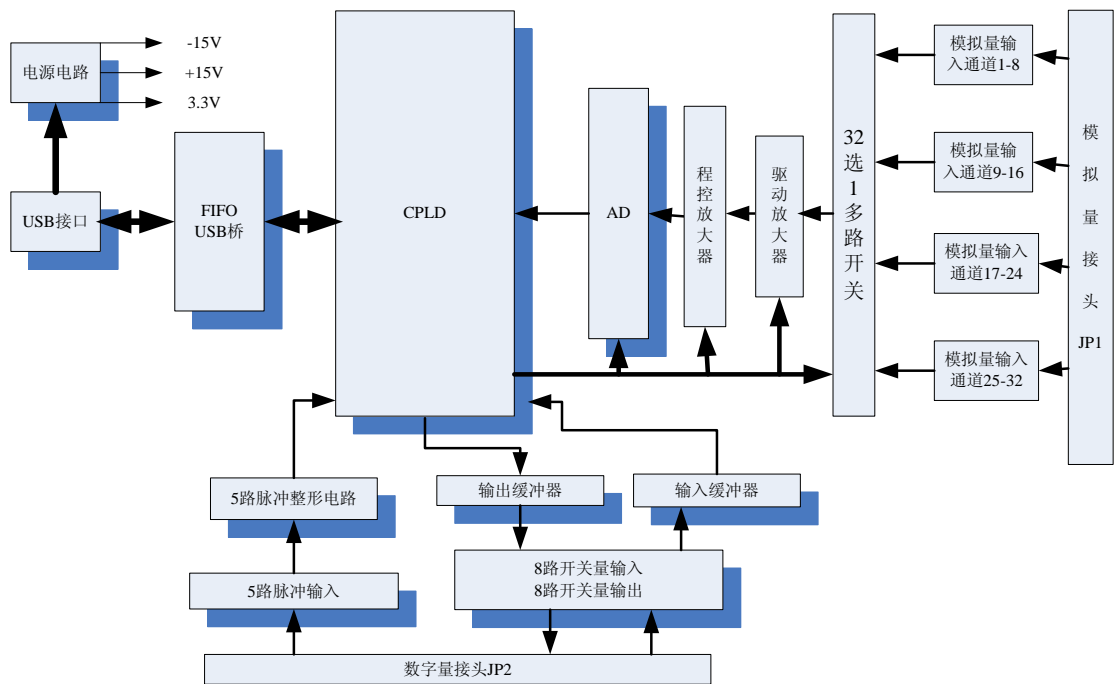 电源电路
-15V
+15V
3.3V
USB接口
FIFO
USB桥
CPLD
AD
程控放大器
驱动放大器
32选1多路开关
模拟量输
入通道1-8
模拟量输
入通道9-16
模拟量输入
通道17-24
模拟量输入
通道25-32
模拟量接头JP1
5路脉冲整形电路
输出缓冲器
输入缓冲器
5路脉冲输入
8路开关量输入
8路开关量输出
数字量接头JP2